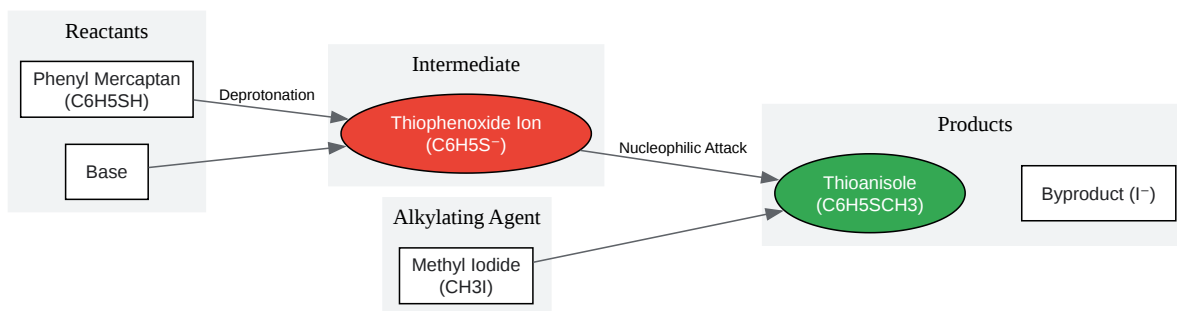 Reactants
Phenyl Mercaptan
(C6H5SH)
Base
Deprotonation
Intermediate
Thiophenoxide Ion
(C6H5S⁻)
Alkylating Agent
Methyl Iodide
(CH3I)
Nucleophilic Attack
Products
Thioanisole
(C6H5SCH3)
Byproduct (I⁻)